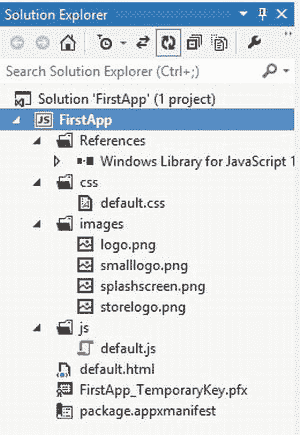 Solution Explorer
Search Solution Explorer (Ctrl+;)
Solution 'FirstApp' (1 project)
JS FirstApp
References
Windows Library for JavaScript 1
css
default.css
images
logo.png
smalllogo.png
splashscreen.png
storelogo.png
js
default.js
default.html
FirstApp_TemporaryKey.pfx
package.appxmanifest